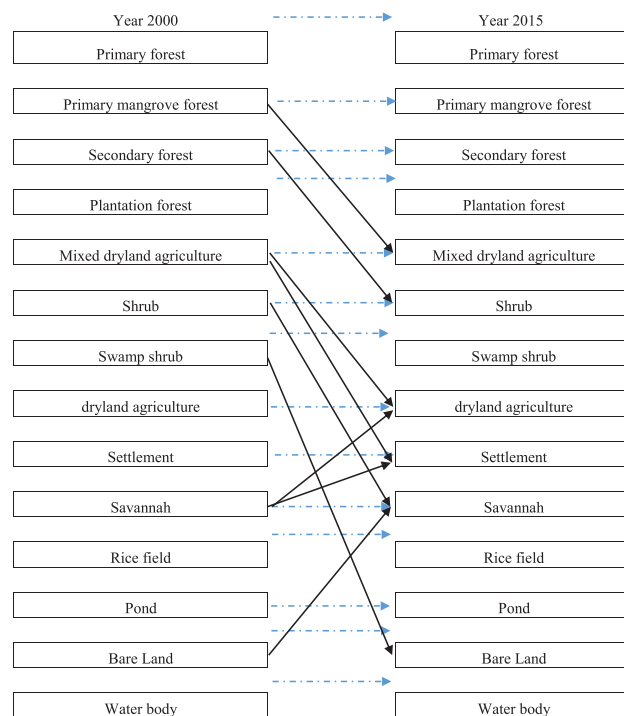 Year 2000 Year 2015
Primary forest Primary forest
Primary mangrove forest Primary mangrove forest
Secondary forest Secondary forest
Plantation forest Plantation forest
Mixed dryland agriculture Mixed dryland agriculture
Shrub Shrub
Swamp shrub Swamp shrub
dryland agriculture dryland agriculture
Settlement Settlement
Savannah Savannah
Rice field Rice field
Pond Pond
Bare Land Bare Land
Water body Water body